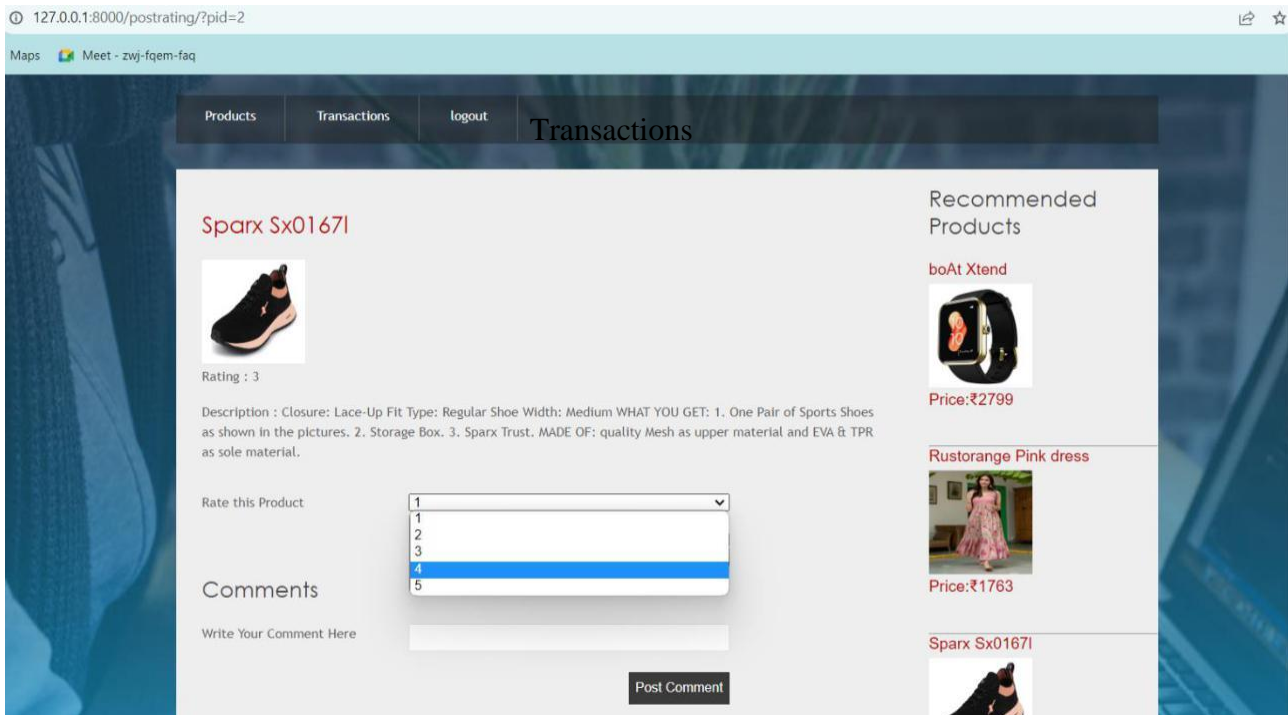 127.0.0.1:8000/postrating/?pid=2
Maps Meet - zwj-fqem-faq
Products Transactions logout
Transactions
Sparx Sx0167l
Rating : 3
Description : Closure: Lace-Up Fit Type: Regular Shoe Width: Medium WHAT YOU GET: 1. One Pair of Sports Shoes
as shown in the pictures. 2. Storage Box. 3. Sparx Trust. MADE OF: quality Mesh as upper material and EVA & TPR
as sole material.
Rate this Product 1
1
2
3
4
5
Comments
Write Your Comment Here
Post Comment
Recommended
Products
boAt Xtend
Price:₹2799
Rustorange Pink dress
Price:₹1763
Sparx Sx0167l